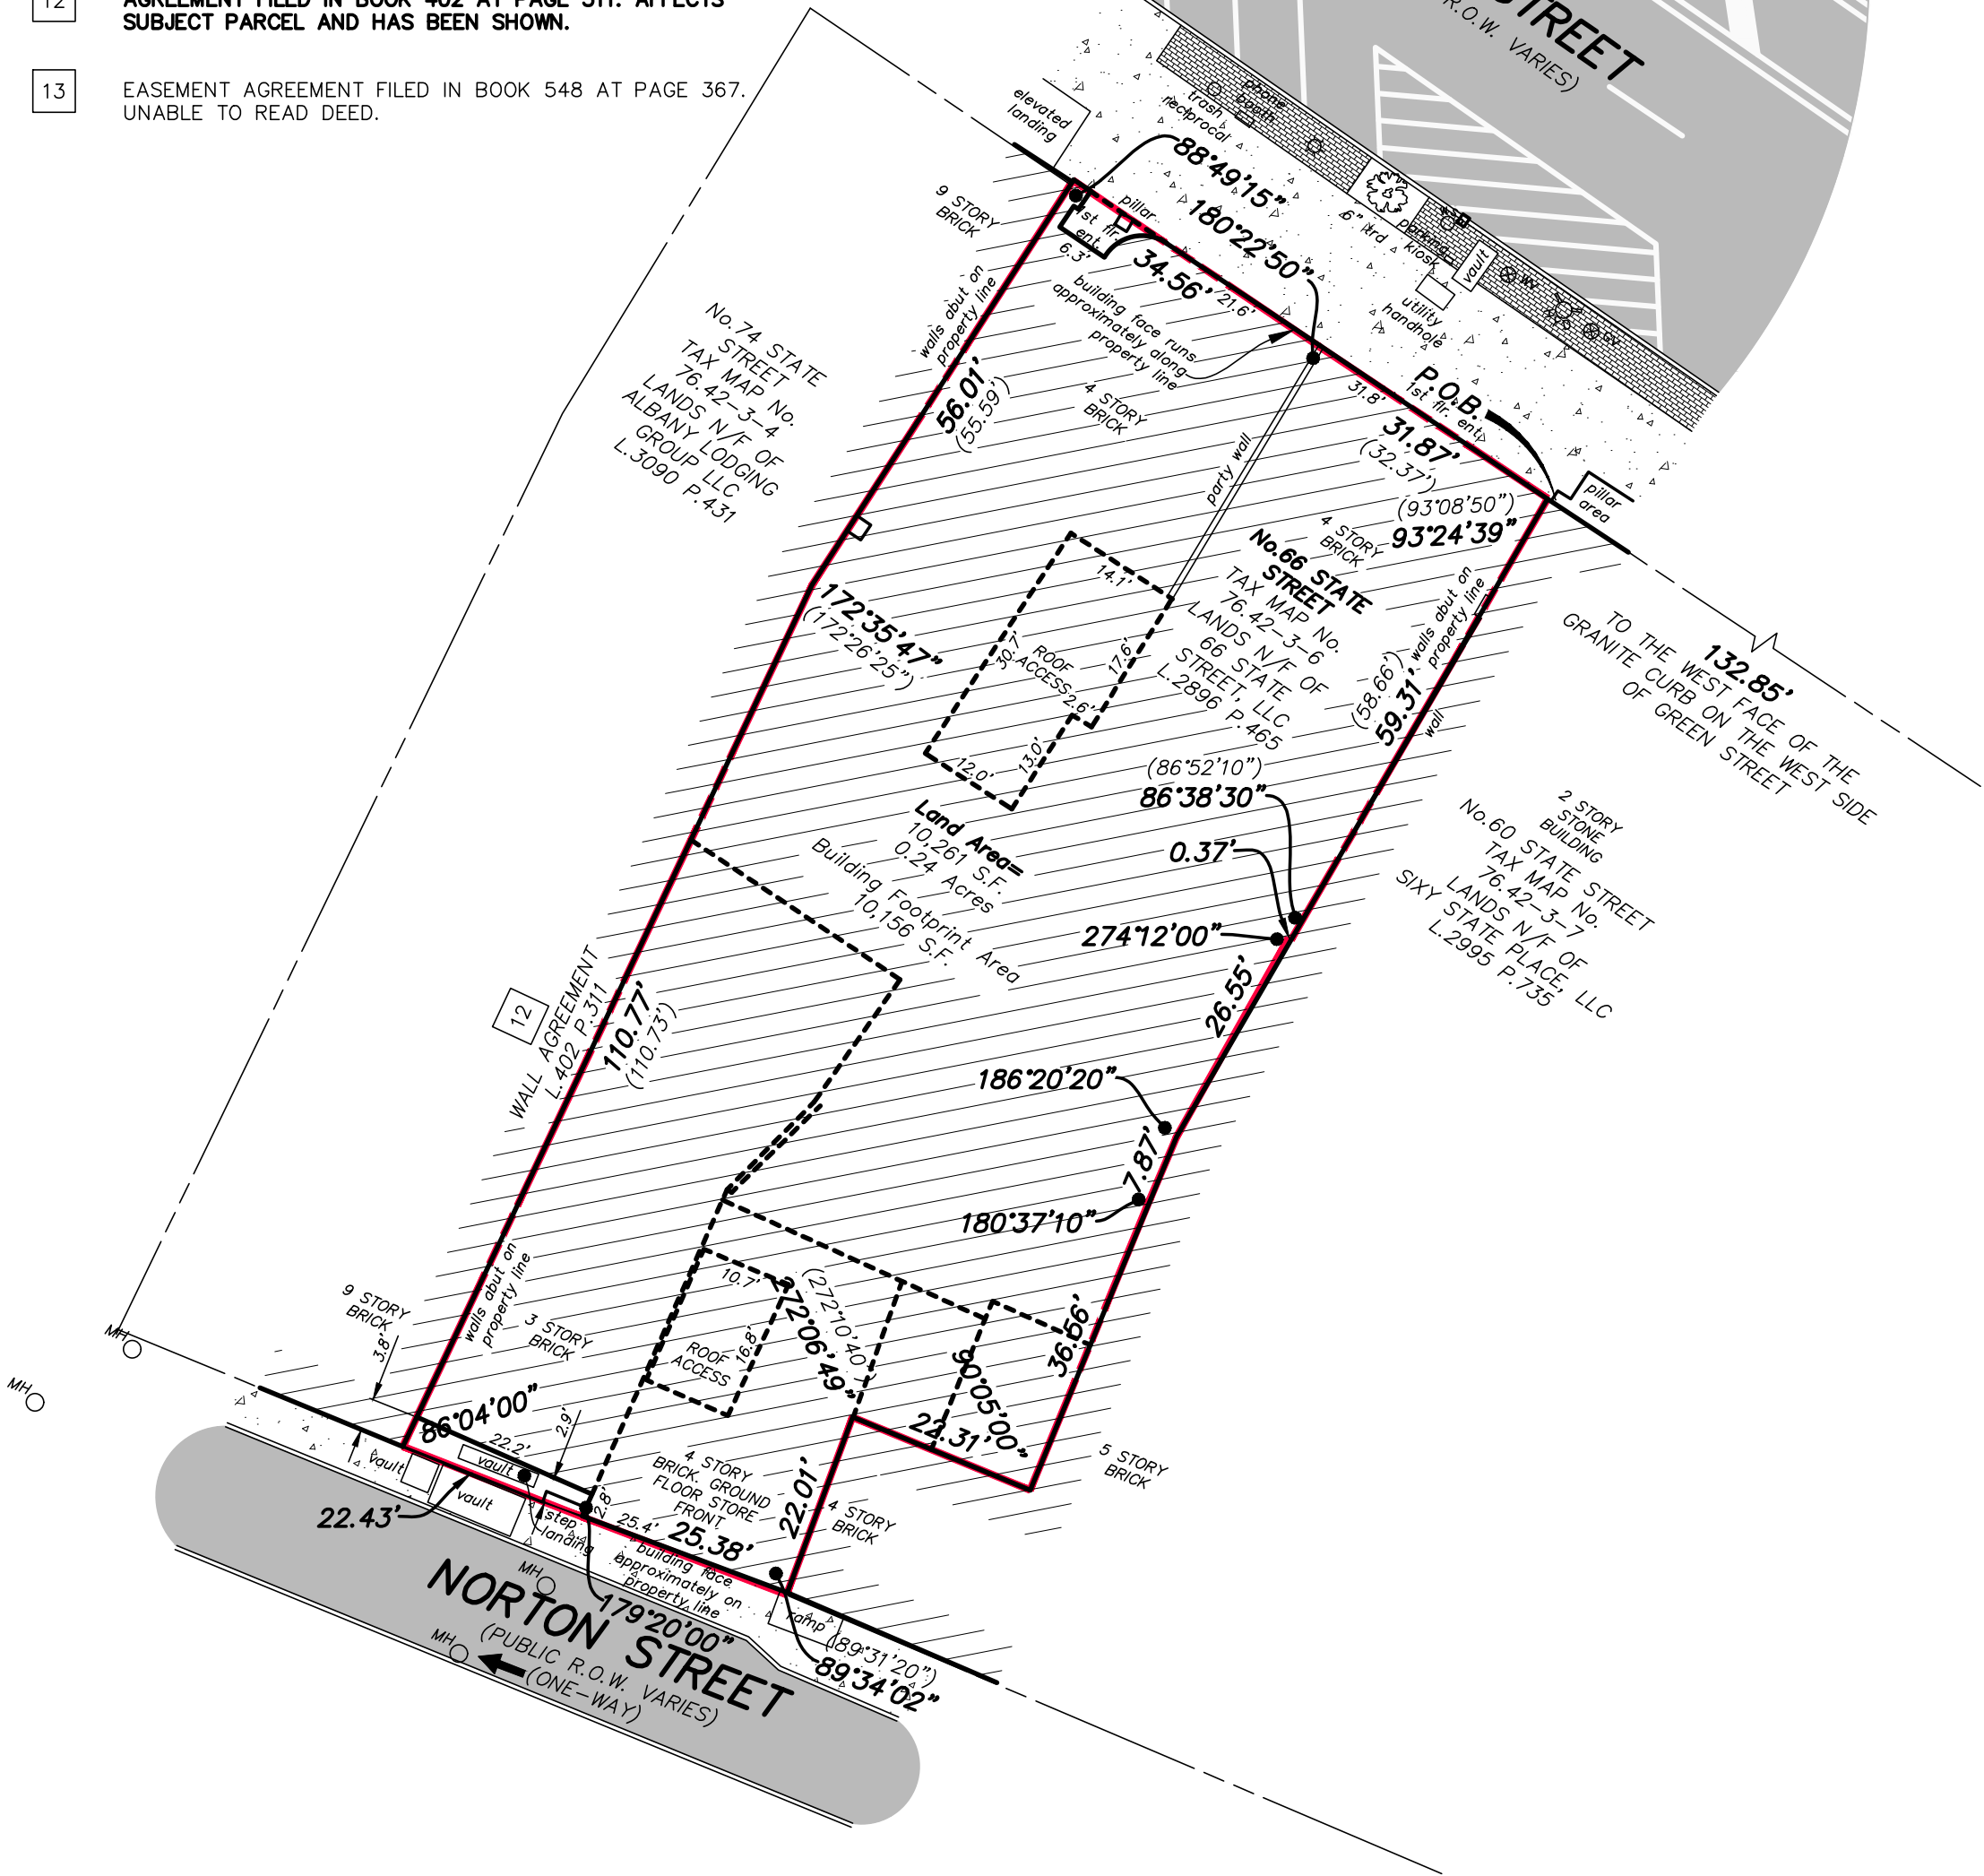 12
AGREEMENT FILED IN BOOK 402 AT PAGE 311. AFFECTS
SUBJECT PARCEL AND HAS BEEN SHOWN.
13
EASEMENT AGREEMENT FILED IN BOOK 548 AT PAGE 367.
UNABLE TO READ DEED.
STREET
R.O.W. VARIES)
elevated
landing
trash
reciprocal
phone
booth
6" trd
parking
kiosk
vault
WV
GV
utility
handhole
88°49'15"
180°22'50"
pillar
1st flr.
ent.
6.3'
34.56'
21.6'
building face runs
approximately along
property line
9 STORY
BRICK
walls abut on
property line
56.01'
(55.59')
4 STORY
BRICK
No.74 STATE
STREET
TAX MAP No.
76.42-3-4
LANDS N/F OF
ALBANY LODGING
GROUP LLC
L.3090 P.431
P.O.B.
31.8'
1st flr. ent.
31.87'
(32.37')
(93°08'50")
93°24'39"
pillar
area
party wall
4 STORY
BRICK
No.66 STATE
STREET
TAX MAP No.
76.42-3-6
LANDS N/F OF
66 STATE
STREET, LLC
L.2896 P.465
walls abut on
property line
(58.66')
59.31'
wall
132.85'
TO THE WEST FACE OF THE
GRANITE CURB ON THE WEST SIDE
OF GREEN STREET
172°35'47"
(172°26'25")
14.1'
30.7'
ROOF
ACCESS
17.6'
2.6'
13.0'
12.0'
(86°52'10")
86°38'30"
0.37'
274°12'00"
2 STORY
STONE
BUILDING
No.60 STATE STREET
TAX MAP No.
76.42-3-7
LANDS N/F OF
SIXY STATE PLACE, LLC
L.2995 P.735
Land Area=
10,261 S.F.
0.24 Acres
Building Footprint Area
10,156 S.F.
12
WALL AGREEMENT
L.402 P.311
110.77'
(110.73')
26.55'
186°20'20"
7.87'
180°37'10"
36.56'
walls abut on
property line
9 STORY
BRICK
3.8'
3 STORY
BRICK
10.7'
16.8'
ROOF
ACCESS
272°06'49"
(272°10'40")
90°05'00"
22.31'
5 STORY
BRICK
MH
MH
86°04'00"
22.2'
2.9'
vault
vault
vault
22.43'
step
landing
2.8'
4 STORY
BRICK. GROUND
FLOOR STORE
FRONT
25.4'
25.38'
22.01'
4 STORY
BRICK
building face
approximately on
property line
179°20'00"
ramp
(89°31'20")
89°34'02"
MH
NORTON STREET
(PUBLIC R.O.W. VARIES)
(ONE-WAY)
MH